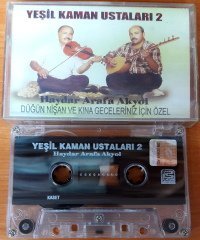 YEŞİL KAMAN USTALARI 2
Haydar Arafa Akyol
DÜĞÜN NİŞAN VE KINA GECELERİNİZ İÇİN ÖZEL
YEŞİL KAMAN USTALARI 2
Haydar Arafa Akyol
KASET